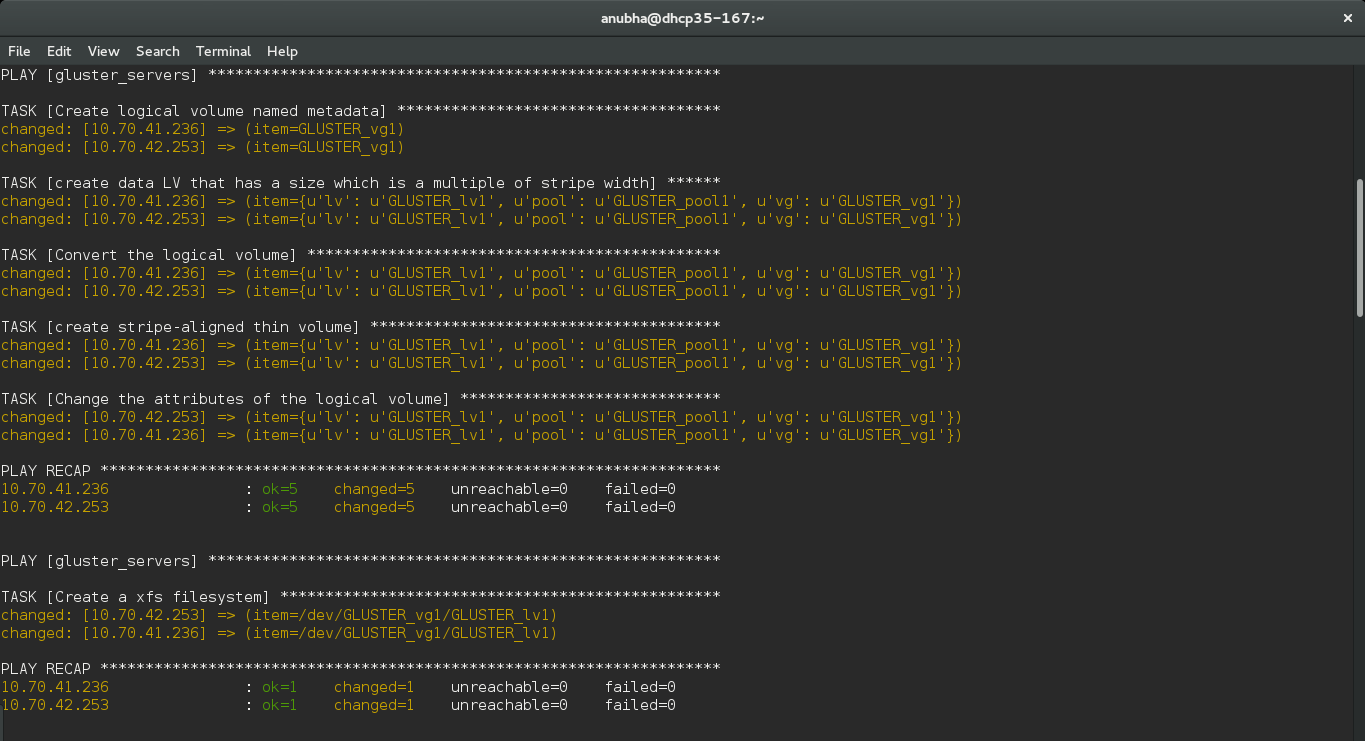 anubha@dhcp35-167:~
×
File Edit View Search Terminal Help
PLAY [gluster_servers] *********************************************************
TASK [Create logical volume named metadata] ************************************
changed: [10.70.41.236] => (item=GLUSTER_vg1)
changed: [10.70.42.253] => (item=GLUSTER_vg1)
TASK [create data LV that has a size which is a multiple of stripe width] ******
changed: [10.70.41.236] => (item={u'lv': u'GLUSTER_lv1', u'pool': u'GLUSTER_pool1', u'vg': u'GLUSTER_vg1'})
changed: [10.70.42.253] => (item={u'lv': u'GLUSTER_lv1', u'pool': u'GLUSTER_pool1', u'vg': u'GLUSTER_vg1'})
TASK [Convert the logical volume] **********************************************
changed: [10.70.41.236] => (item={u'lv': u'GLUSTER_lv1', u'pool': u'GLUSTER_pool1', u'vg': u'GLUSTER_vg1'})
changed: [10.70.42.253] => (item={u'lv': u'GLUSTER_lv1', u'pool': u'GLUSTER_pool1', u'vg': u'GLUSTER_vg1'})
TASK [create stripe-aligned thin volume] ***************************************
changed: [10.70.41.236] => (item={u'lv': u'GLUSTER_lv1', u'pool': u'GLUSTER_pool1', u'vg': u'GLUSTER_vg1'})
changed: [10.70.42.253] => (item={u'lv': u'GLUSTER_lv1', u'pool': u'GLUSTER_pool1', u'vg': u'GLUSTER_vg1'})
TASK [Change the attributes of the logical volume] *****************************
changed: [10.70.42.253] => (item={u'lv': u'GLUSTER_lv1', u'pool': u'GLUSTER_pool1', u'vg': u'GLUSTER_vg1'})
changed: [10.70.41.236] => (item={u'lv': u'GLUSTER_lv1', u'pool': u'GLUSTER_pool1', u'vg': u'GLUSTER_vg1'})
PLAY RECAP *********************************************************************
10.70.41.236               : ok=5    changed=5    unreachable=0    failed=0
10.70.42.253               : ok=5    changed=5    unreachable=0    failed=0
PLAY [gluster_servers] *********************************************************
TASK [Create a xfs filesystem] *************************************************
changed: [10.70.42.253] => (item=/dev/GLUSTER_vg1/GLUSTER_lv1)
changed: [10.70.41.236] => (item=/dev/GLUSTER_vg1/GLUSTER_lv1)
PLAY RECAP *********************************************************************
10.70.41.236               : ok=1    changed=1    unreachable=0    failed=0
10.70.42.253               : ok=1    changed=1    unreachable=0    failed=0